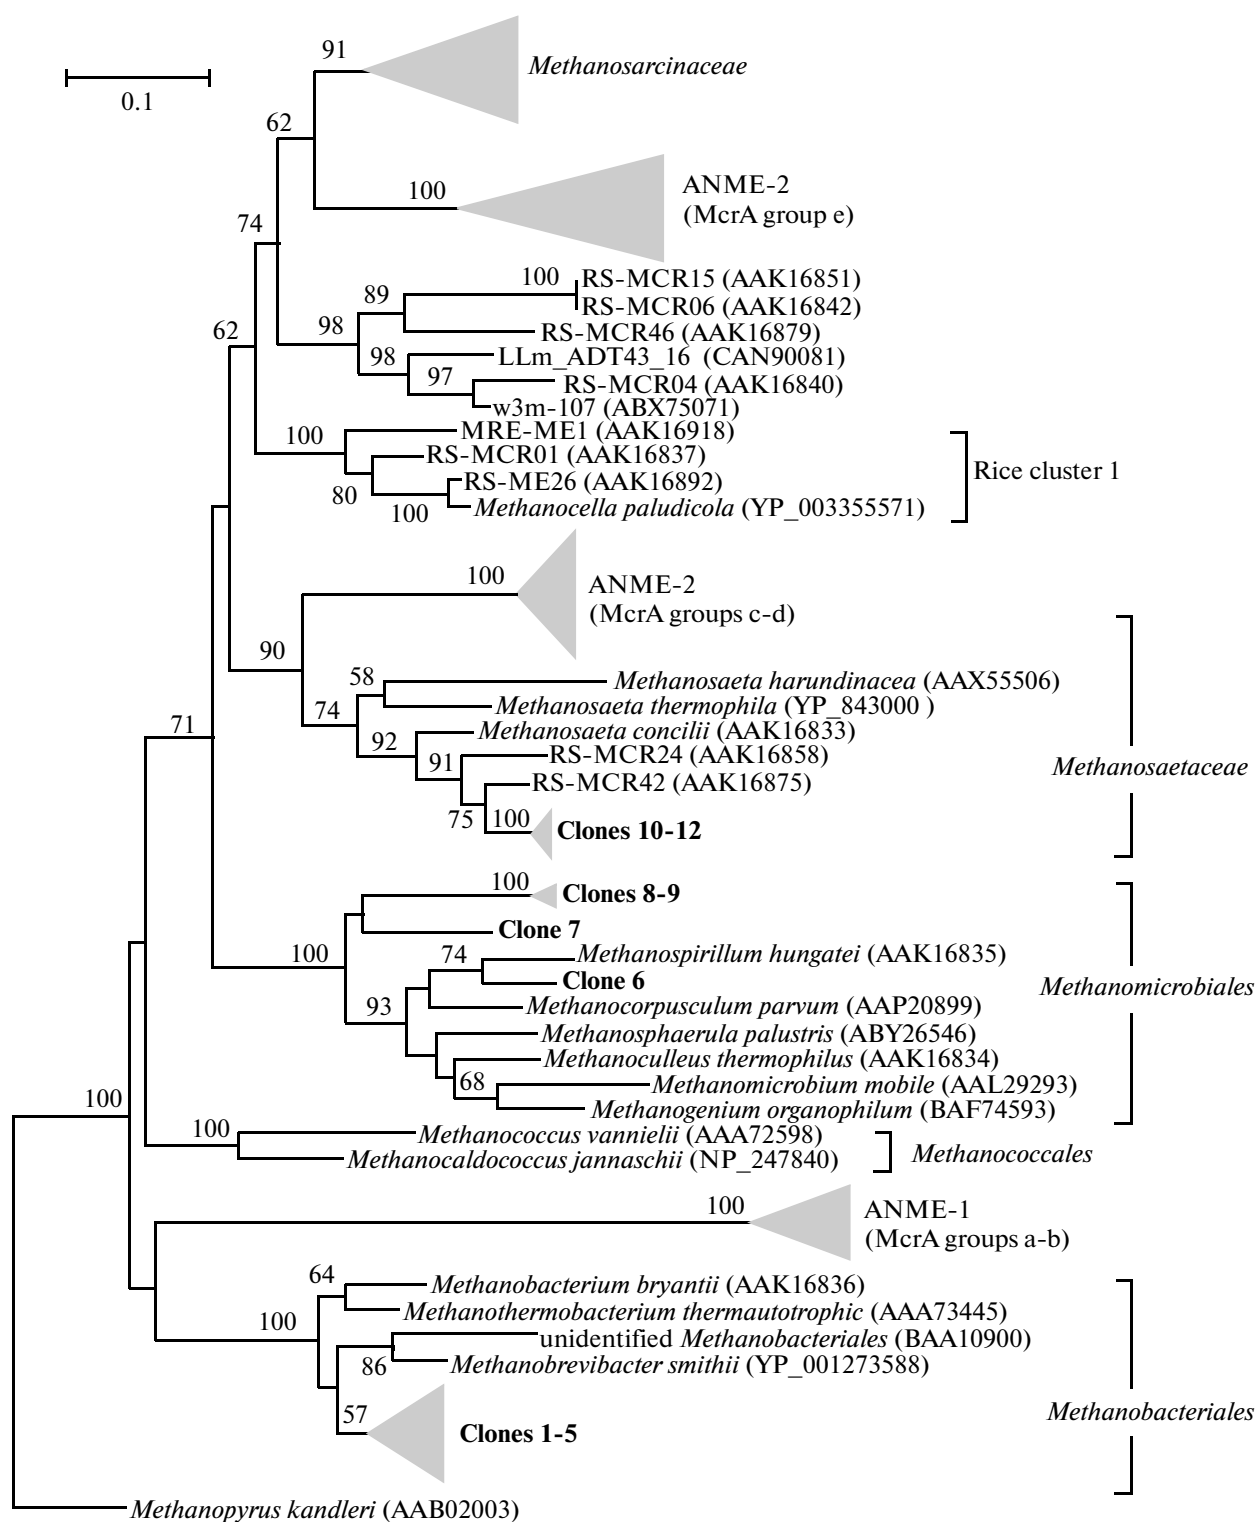 91
Methanosarcinaceae
0.1
62
100
ANME-2
(McrA group e)
74
100
RS-MCR15 (AAK16851)
RS-MCR06 (AAK16842)
89
62
98
RS-MCR46 (AAK16879)
98
LLm_ADT43_16 (CAN90081)
97
RS-MCR04 (AAK16840)
w3m-107 (ABX75071)
100
MRE-ME1 (AAK16918)
RS-MCR01 (AAK16837)
Rice cluster 1
80
RS-ME26 (AAK16892)
100
Methanocella paludicola (YP_003355571)
100
ANME-2
(McrA groups c-d)
90
58
Methanosaeta harundinacea (AAX55506)
74
Methanosaeta thermophila (YP_843000 )
71
92
Methanosaeta concilii (AAK16833)
91
RS-MCR24 (AAK16858)
Methanosaetaceae
RS-MCR42 (AAK16875)
75
100
Clones 10-12
100
Clones 8-9
Clone 7
100
74
Methanospirillum hungatei (AAK16835)
Clone 6
Methanomicrobiales
93
Methanocorpusculum parvum (AAP20899)
Methanosphaerula palustris (ABY26546)
Methanoculleus thermophilus (AAK16834)
68
Methanomicrobium mobile (AAL29293)
100
Methanogenium organophilum (BAF74593)
100
Methanococcus vannielii (AAA72598)
Methanocaldococcus jannaschii (NP_247840)
Methanococcales
100
ANME-1
(McrA groups a-b)
64
Methanobacterium bryantii (AAK16836)
100
Methanothermobacterium thermautotrophic (AAA73445)
unidentified Methanobacteriales (BAA10900)
86
Methanobrevibacter smithii (YP_001273588)
57
Clones 1-5
Methanobacteriales
Methanopyrus kandleri (AAB02003)